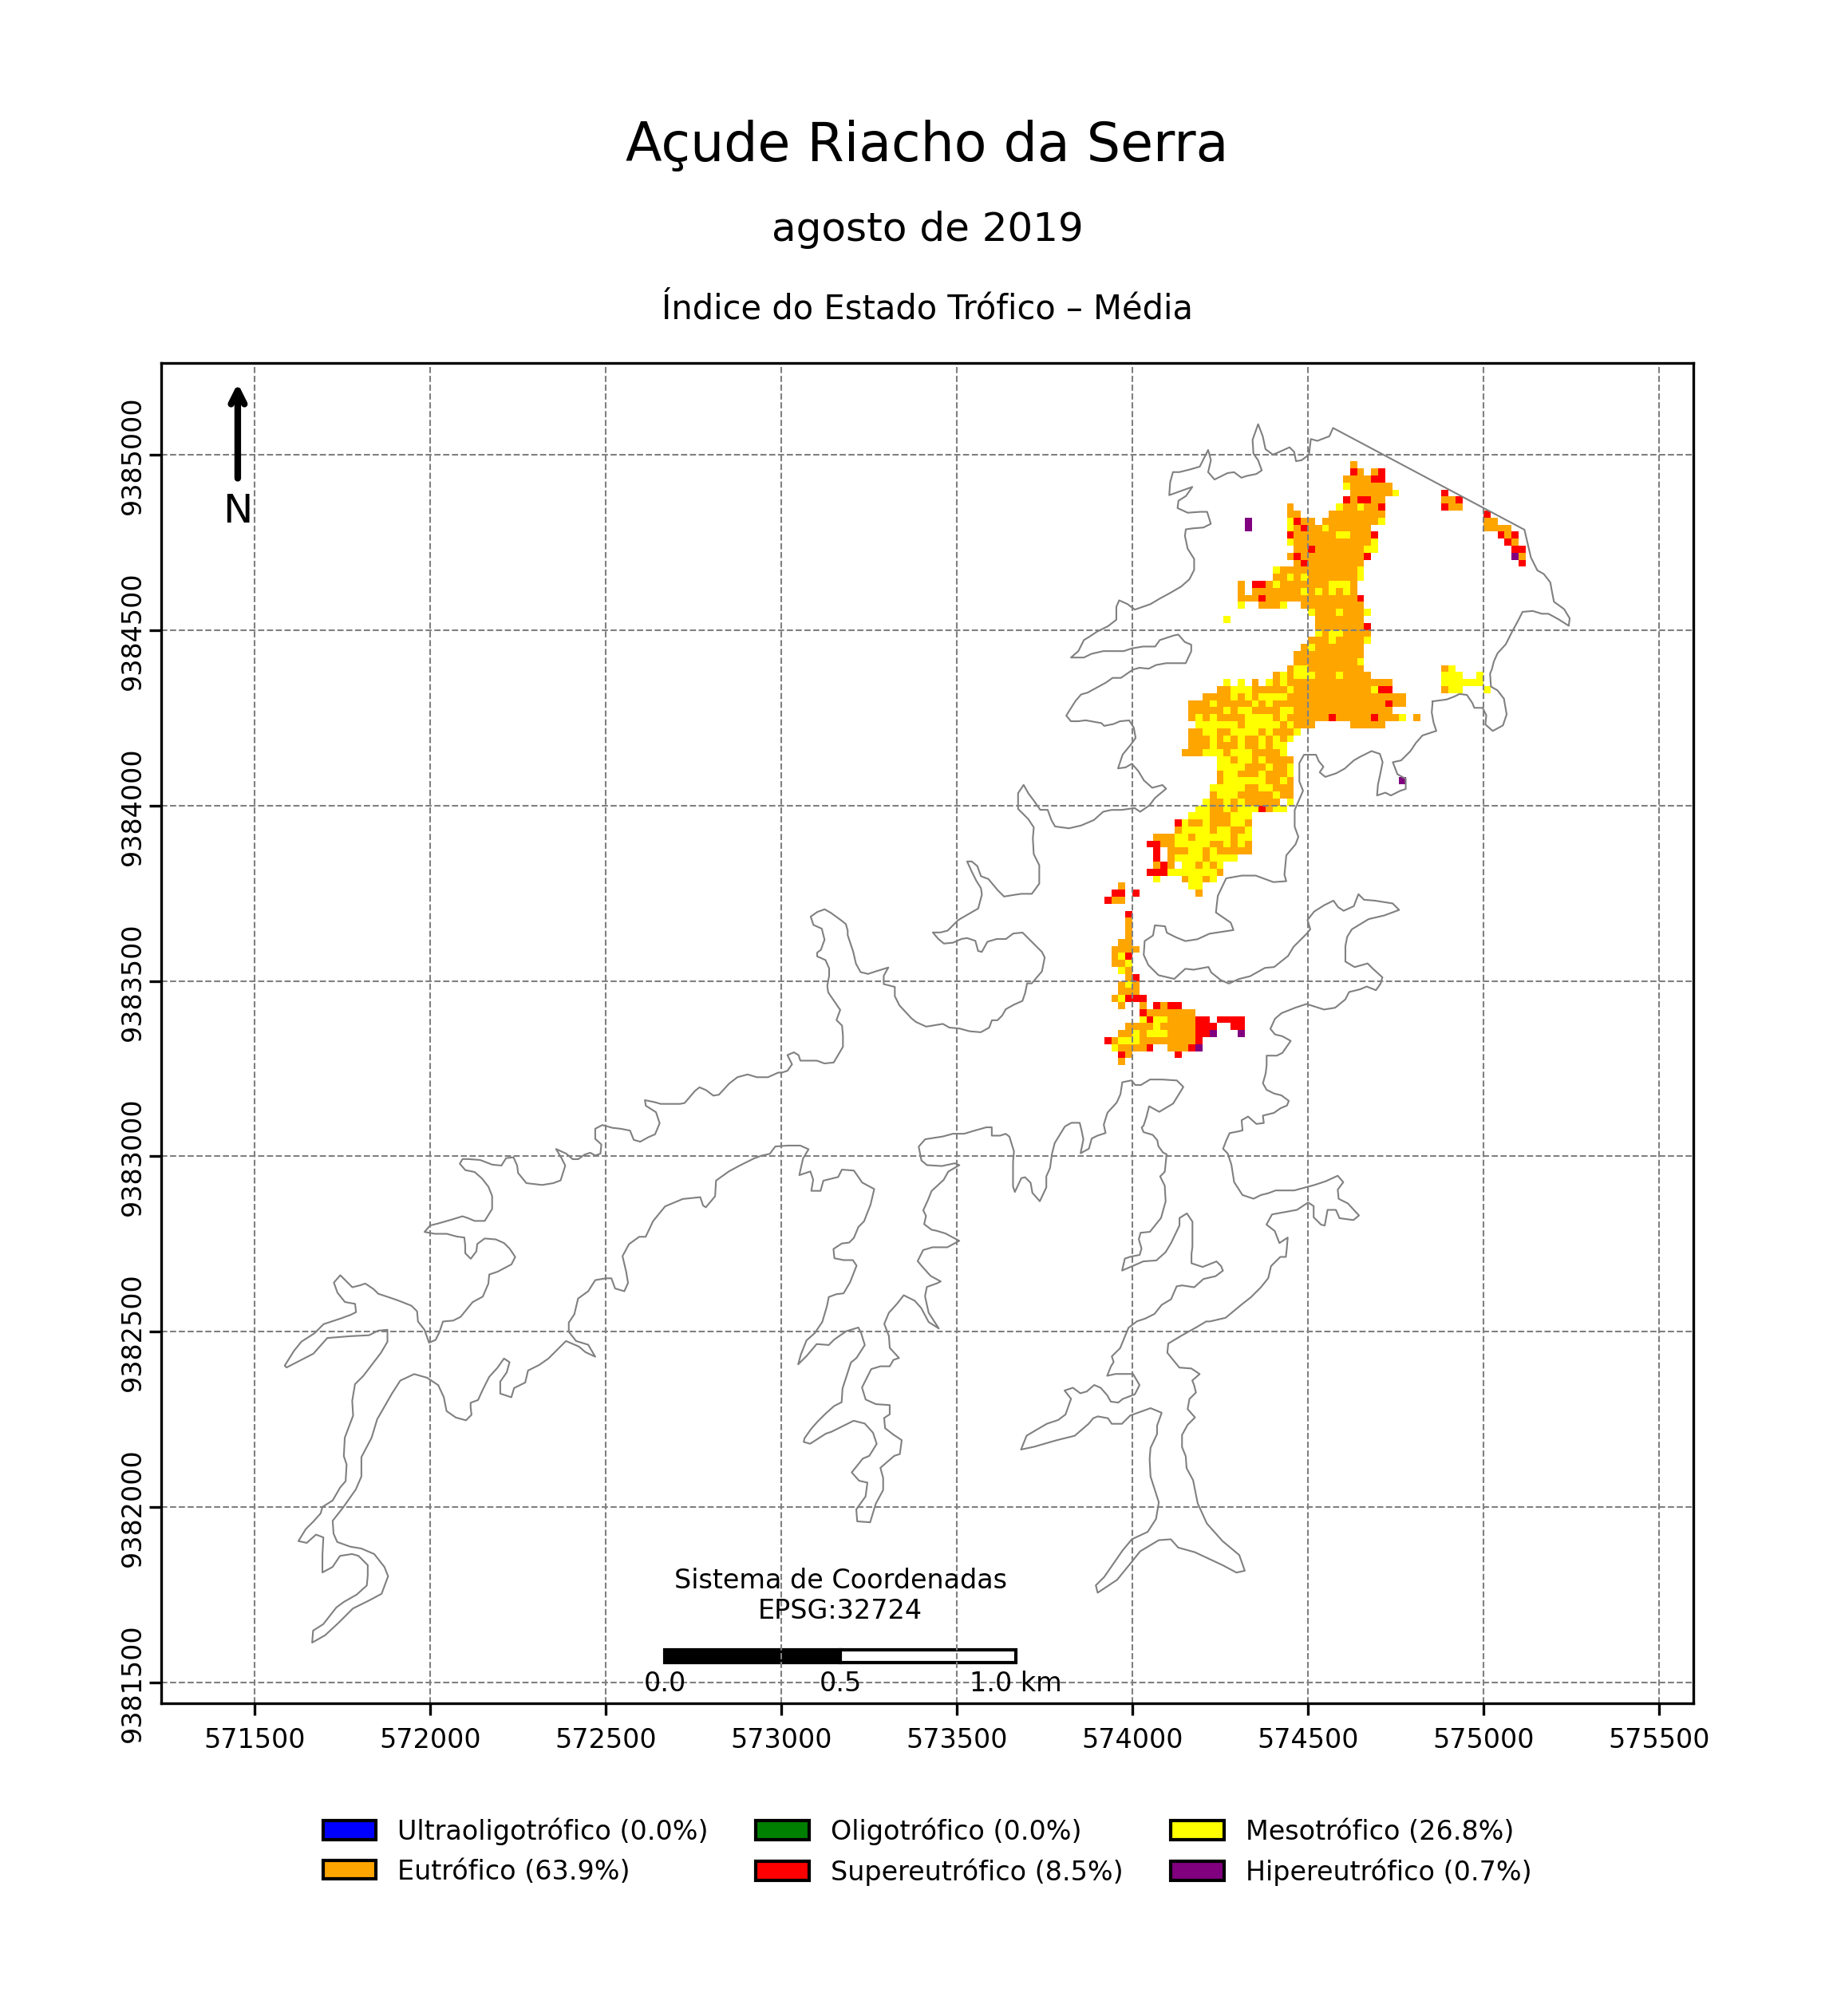 Açude Riacho da Serra
agosto de 2019
Índice do Estado Trófico – Média
N
9385000
9384500
9384000
9383500
9383000
9382500
9382000
9381500
Sistema de Coordenadas
EPSG:32724
0.0 0.5 1.0 km
571500 572000 572500 573000 573500 574000 574500 575000 575500
Ultraoligotrófico (0.0%) Oligotrófico (0.0%) Mesotrófico (26.8%)
Eutrófico (63.9%) Supereutrófico (8.5%) Hipereutrófico (0.7%)